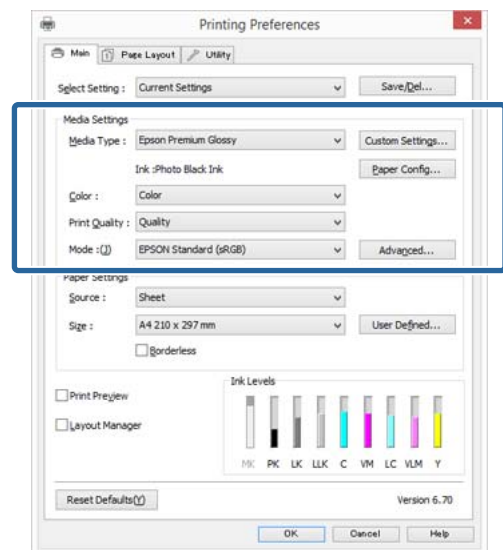 Printing Preferences
Main Page Layout Utility
Select Setting : Current Settings Save/Del...
Media Settings
Media Type : Epson Premium Glossy Custom Settings...
Ink :Photo Black Ink Paper Config...
Color : Color
Print Quality : Quality
Mode :(J) EPSON Standard (sRGB) Advanced...
Paper Settings
Source : Sheet
Size : A4 210 x 297 mm User Defined...
Borderless
Ink Levels
Print Preview
Layout Manager
MK PK LK LLK C VM LC VLM Y
Reset Defaults(Y) Version 6.70
OK Cancel Help